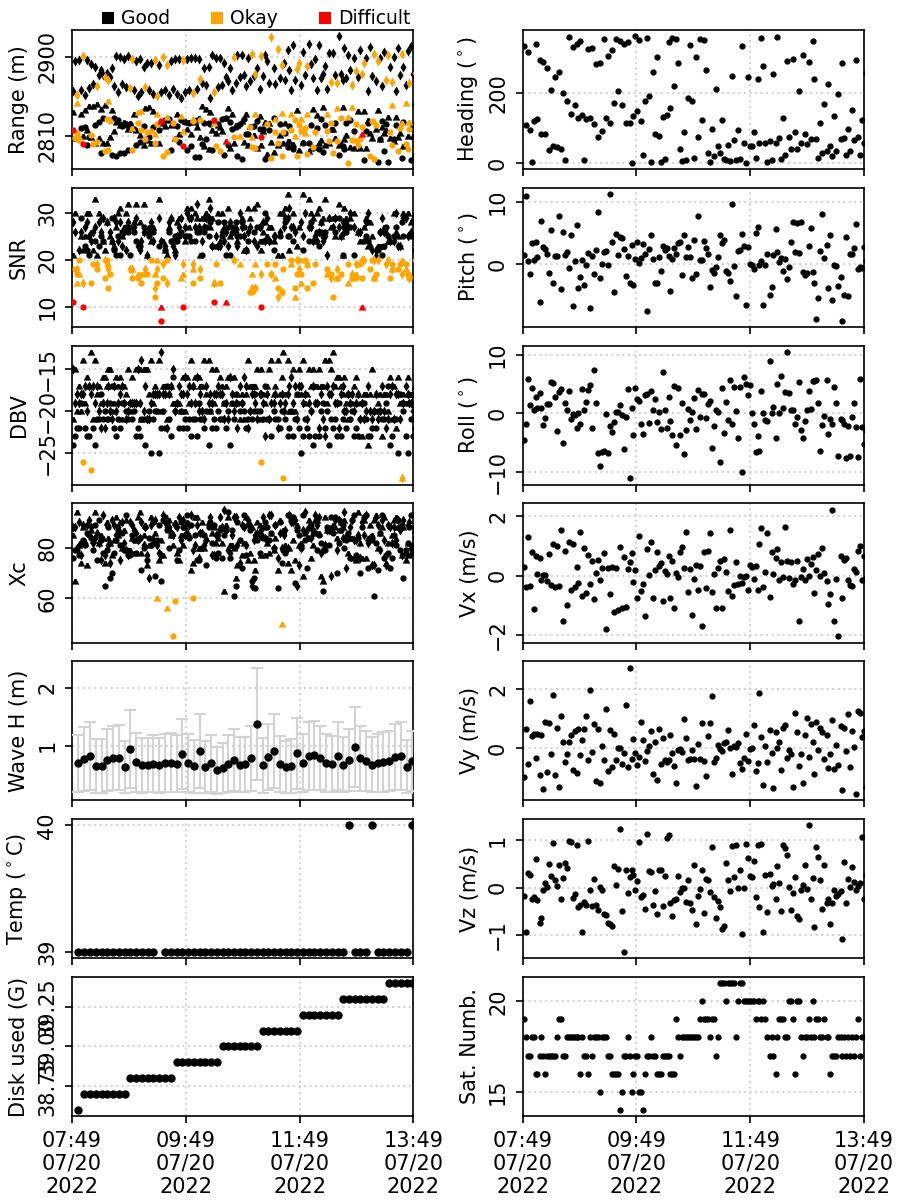 Good Okay Difficult
Range (m)
2900
2810
Heading (°)
200
0
SNR
30
20
10
Pitch (°)
10
0
DBV
−15
−20
−25
Roll (°)
10
0
−10
Xc
80
60
Vx (m/s)
2
0
−2
Wave H (m)
2
1
Vy (m/s)
2
0
Temp (°C)
40
39
Vz (m/s)
1
0
−1
Disk used (G)
39.25
39.00
38.75
Sat. Numb.
20
15
07:49 09:49 11:49 13:49
07/20 07/20 07/20 07/20
2022 2022 2022 2022
07:49 09:49 11:49 13:49
07/20 07/20 07/20 07/20
2022 2022 2022 2022